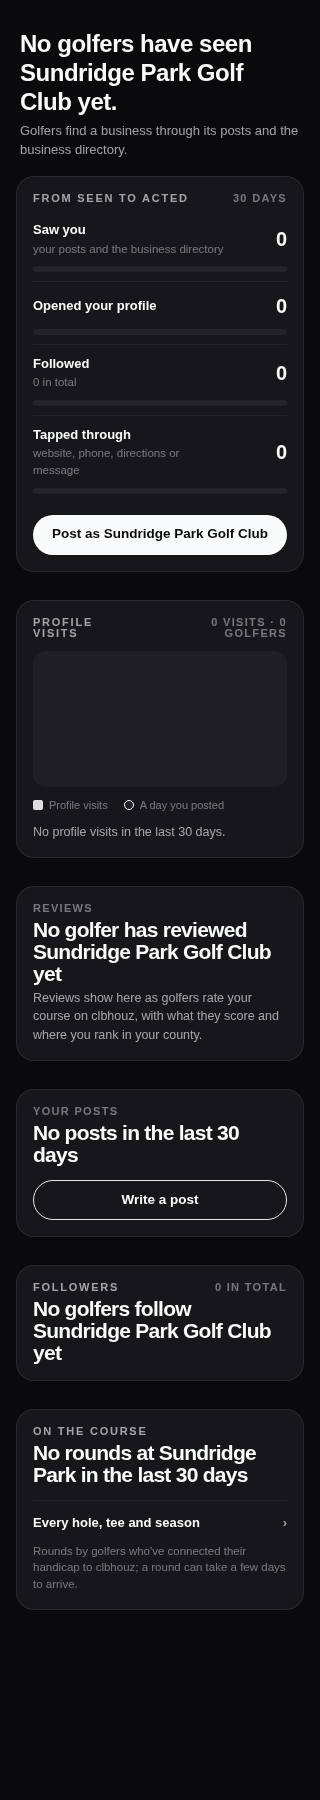 No golfers have seen
Sundridge Park Golf
Club yet.
Golfers find a business through its posts and the
business directory.
FROM SEEN TO ACTED 30 DAYS
Saw you
your posts and the business directory
0
Opened your profile 0
Followed
0 in total
0
Tapped through
website, phone, directions or
message
0
Post as Sundridge Park Golf Club
PROFILE
VISITS
0 VISITS · 0
GOLFERS
Profile visits A day you posted
No profile visits in the last 30 days.
REVIEWS
No golfer has reviewed
Sundridge Park Golf Club
yet
Reviews show here as golfers rate your
course on clbhouz, with what they score and
where you rank in your county.
YOUR POSTS
No posts in the last 30
days
Write a post
FOLLOWERS 0 IN TOTAL
No golfers follow
Sundridge Park Golf Club
yet
ON THE COURSE
No rounds at Sundridge
Park in the last 30 days
Every hole, tee and season ›
Rounds by golfers who've connected their
handicap to clbhouz; a round can take a few days
to arrive.